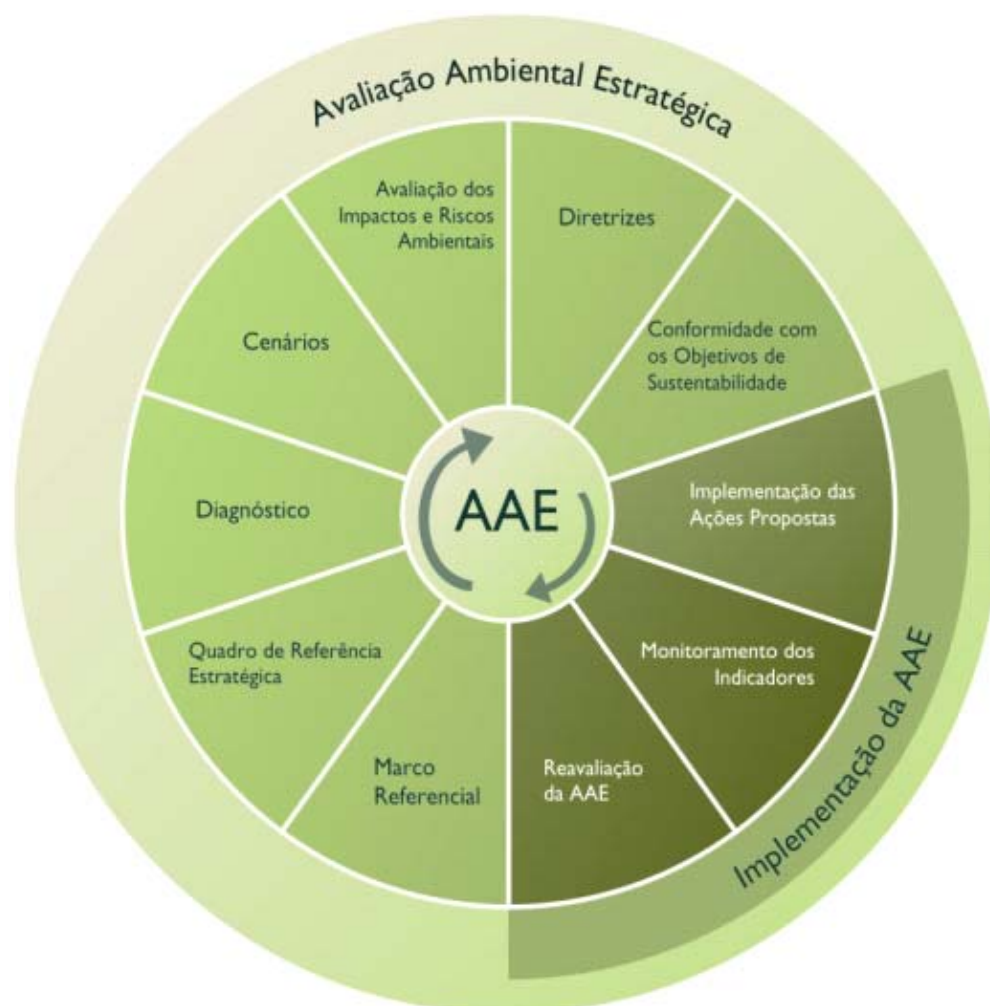 Avaliação Ambiental Estratégica
Avaliação dos
Impactos e Riscos
Ambientais
Diretrizes
Conformidade com
os Objetivos de
Sustentabilidade
Implementação das
Ações Propostas
Monitoramento dos
Indicadores
Reavaliação
da AAE
Marco
Referencial
Quadro de Referência
Estratégica
Diagnóstico
Cenários
AAE
Implementação da AAE